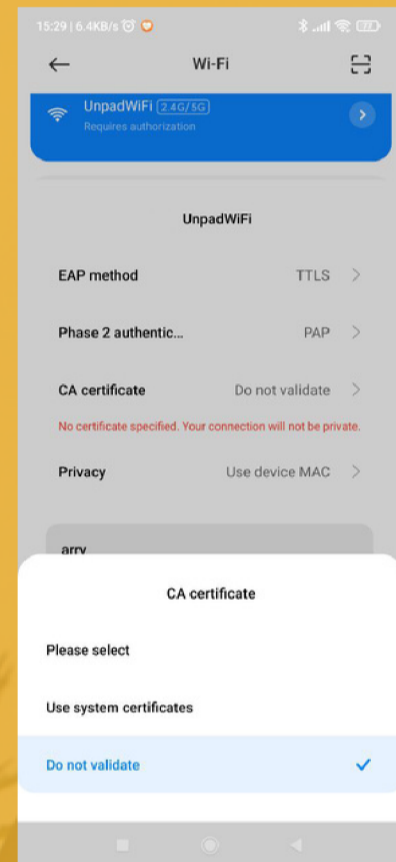 15:29 | 6.4KB/s
Wi-Fi
UnpadWiFi 2.4G/5G
Requires authorization
UnpadWiFi
EAP method TTLS
Phase 2 authentic... PAP
CA certificate Do not validate
No certificate specified. Your connection will not be private.
Privacy Use device MAC
arry
CA certificate
Please select
Use system certificates
Do not validate